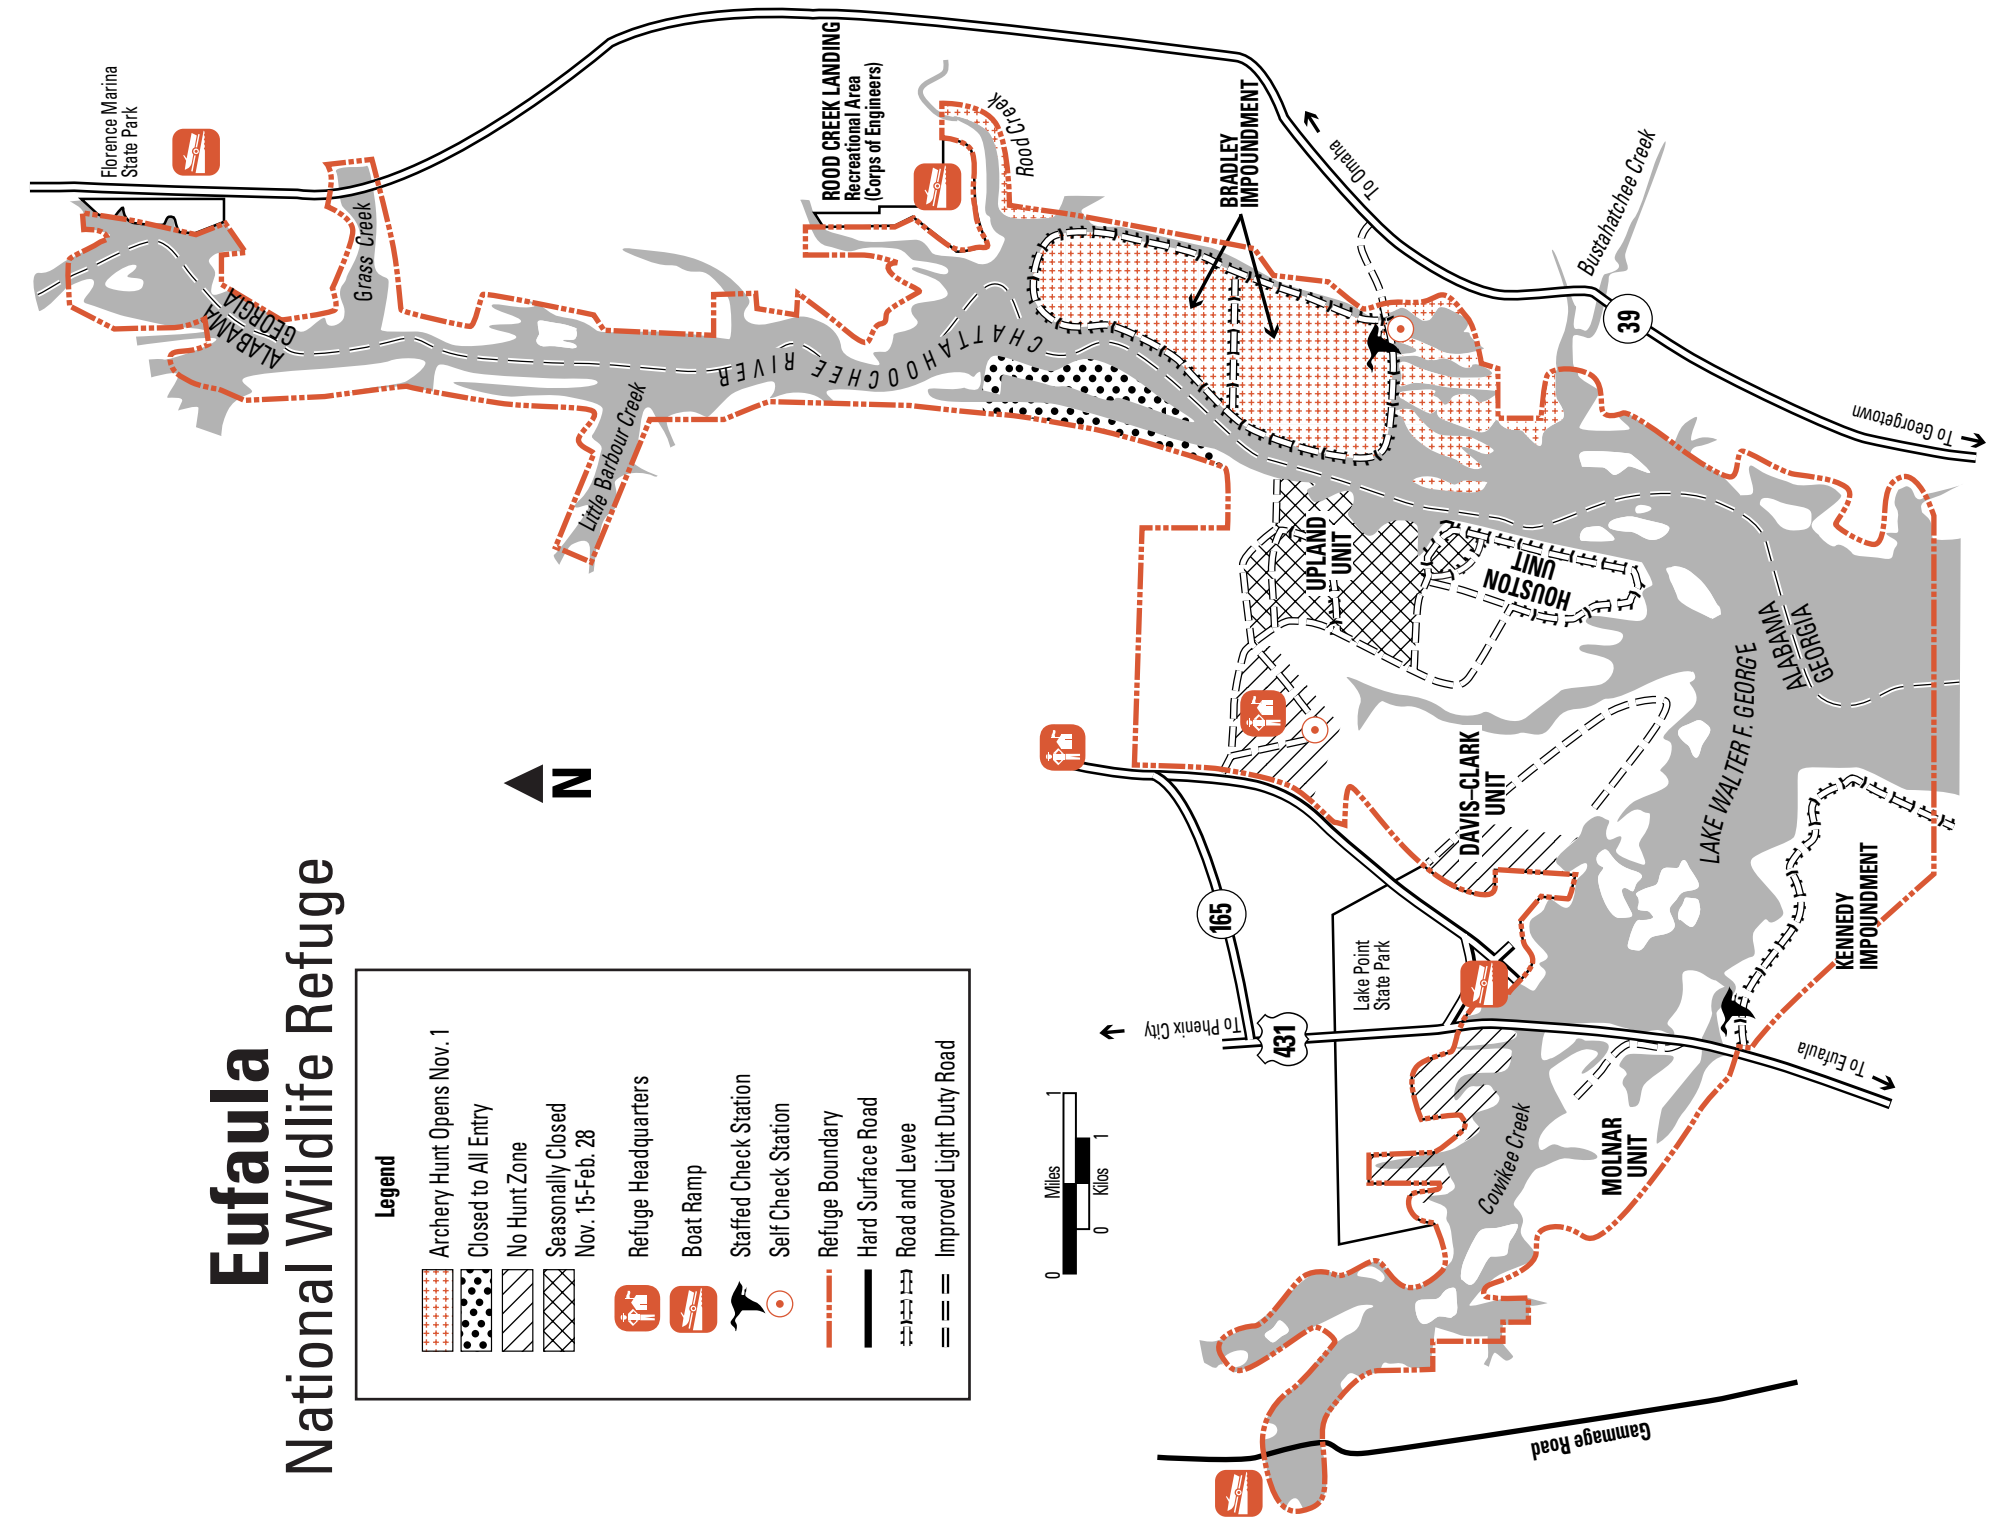 Eufaula
National Wildlife Refuge
Legend
Archery Hunt Opens Nov. 1
Closed to All Entry
No Hunt Zone
Seasonally Closed
Nov. 15-Feb. 28
Refuge Headquarters
Boat Ramp
Staffed Check Station
Self Check Station
Refuge Boundary
Hard Surface Road
Road and Levee
Improved Light Duty Road
N
0
Miles
1
0
Kilos
1
Florence Marina
State Park
ALABAMA
GEORGIA
Grass Creek
Little Barbour Creek
CHATTAHOOCHEE RIVER
ROOD CREEK LANDING
Recreational Area
(Corps of Engineers)
Rood Creek
BRADLEY
IMPOUNDMENT
To Omaha
Bustahatchee Creek
39
To Georgetown
UPLAND
UNIT
HOUSTON
UNIT
DAVIS–CLARK
UNIT
LAKE WALTER F. GEORGE
ALABAMA
GEORGIA
KENNEDY
IMPOUNDMENT
165
To Phenix City
431
Lake Point
State Park
To Eufaula
MOLNAR
UNIT
Cowikee Creek
Gammage Road